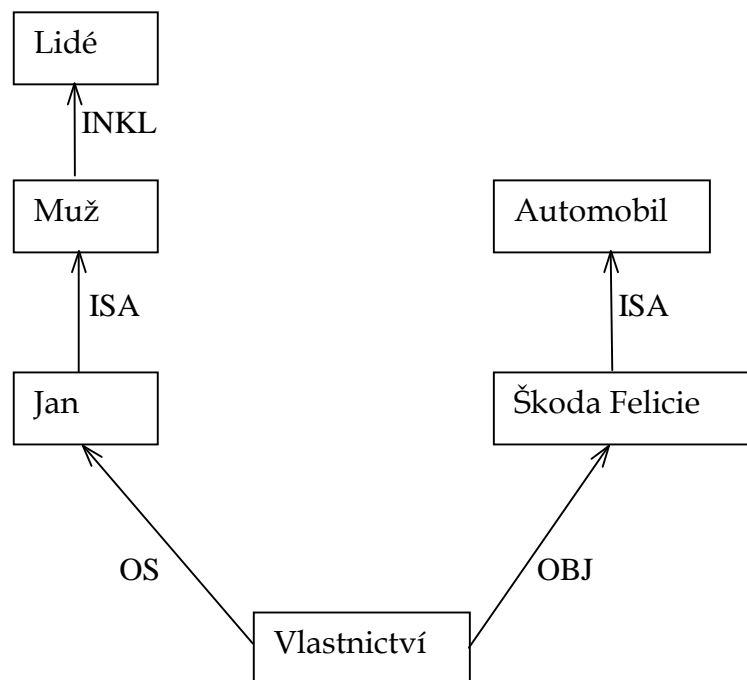 Lidé
INKL
Muž
Automobil
ISA
ISA
Jan
Škoda Felicie
OS
OBJ
Vlastnictví